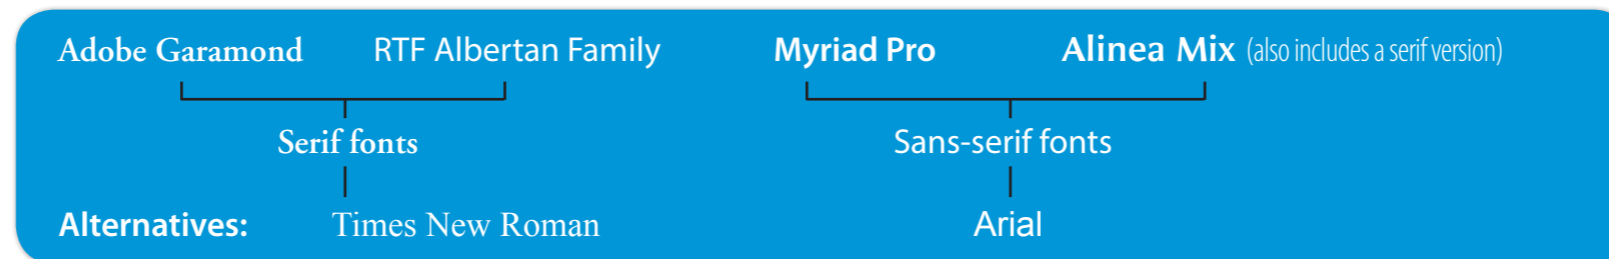 Adobe Garamond RTF Albertan Family Myriad Pro Alinea Mix (also includes a serif version)
Serif fonts Sans-serif fonts
Alternatives: Times New Roman Arial